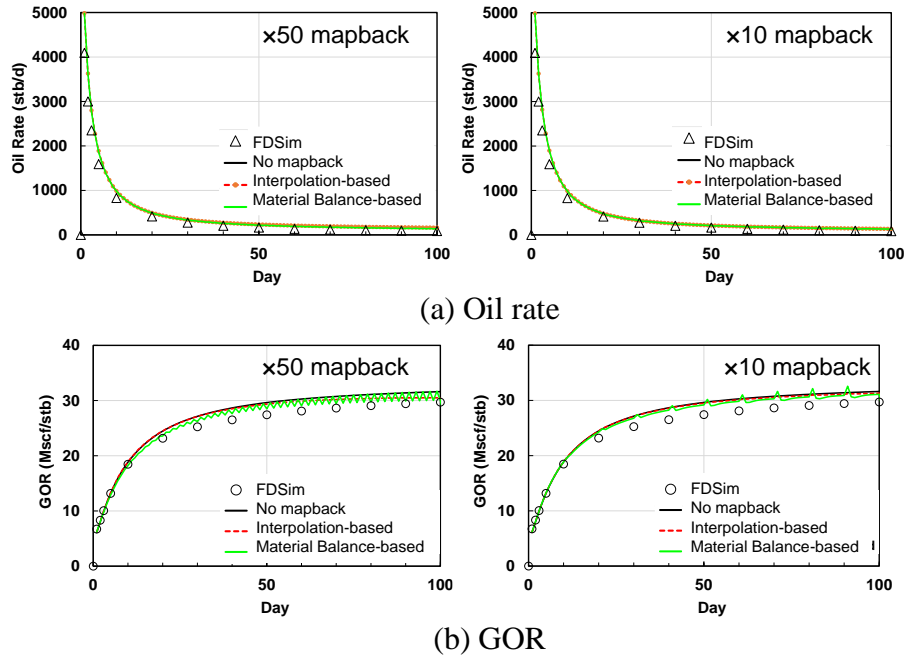 5000
4000
3000
2000
1000
0
Oil Rate (stb/d)
×50 mapback
FDSim
No mapback
Interpolation-based
Material Balance-based
0
50
100
Day
5000
4000
3000
2000
1000
0
Oil Rate (stb/d)
×10 mapback
FDSim
No mapback
Interpolation-based
Material Balance-based
0
50
100
Day
(a) Oil rate
40
30
20
10
0
GOR (Mscf/stb)
×50 mapback
FDSim
No mapback
Interpolation-based
Material Balance-based
0
50
100
Day
40
30
20
10
0
GOR (Mscf/stb)
×10 mapback
FDSim
No mapback
Interpolation-based
Material Balance-based
0
50
100
Day
(b) GOR